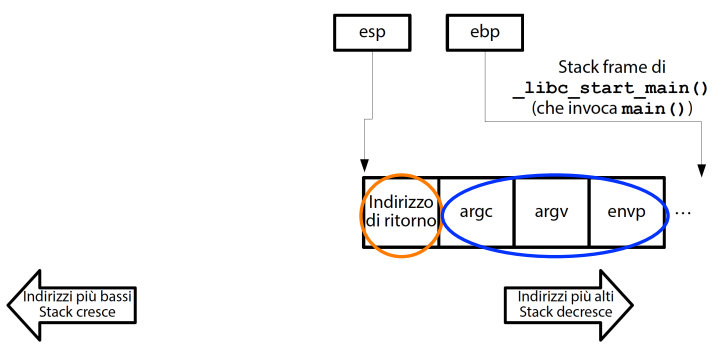 esp
ebp
Stack frame di
_libc_start_main()
(che invoca main())
Indirizzo
di ritorno
argc
argv
envp
...
Indirizzi più bassi
Stack cresce
Indirizzi più alti
Stack decresce